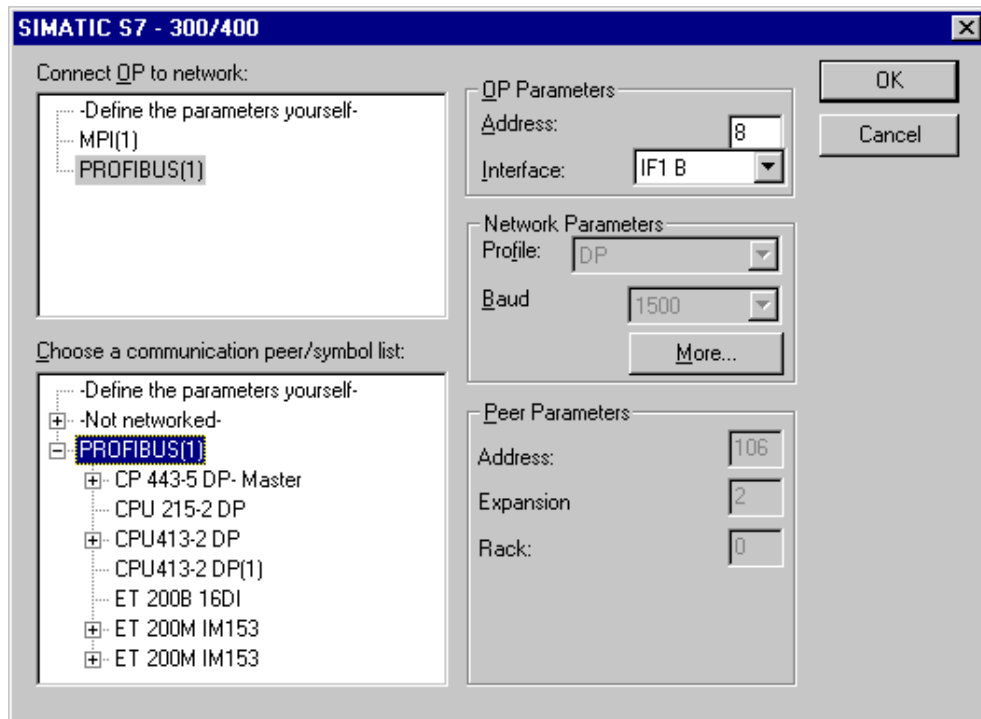 SIMATIC S7 - 300/400
Connect OP to network:
-Define the parameters yourself-
MPI(1)
PROFIBUS(1)
Choose a communication peer/symbol list:
-Define the parameters yourself-
-Not networked-
PROFIBUS(1)
CP 443-5 DP- Master
CPU 215-2 DP
CPU413-2 DP
CPU413-2 DP(1)
ET 200B 16DI
ET 200M IM153
ET 200M IM153
OP Parameters
Address: 8
Interface: IF1 B
Network Parameters
Profile: DP
Baud 1500
More...
Peer Parameters
Address: 106
Expansion 2
Rack: 0
OK
Cancel